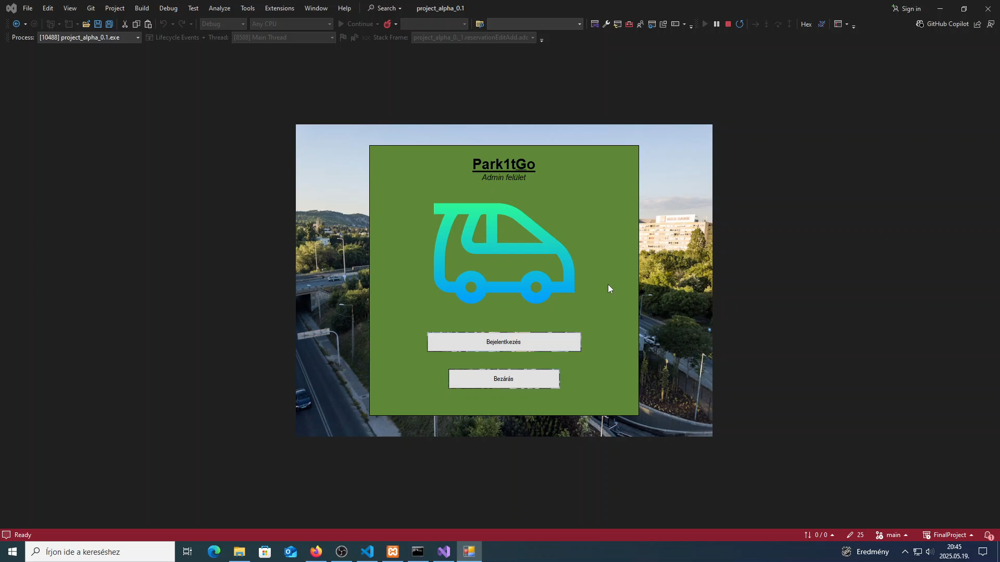 File Edit View Git Project Build Debug Test Analyze Tools Extensions Window Help Search project_alpha_0.1 Sign in
Debug Any CPU Continue Hex GitHub Copilot
Process: [10488] project_alpha_0.1.exe Lifecycle Events Thread: [8588] Main Thread Stack Frame: project_alpha_0._1.reservationEditAdd.adc
Park1tGo
Admin felület
MKB BANK
Bejelentkezés
Bezárás
Ready 0 / 0 25 main FinalProject 1
Írjon ide a kereséshez Eredmény 20:45
2025.05.19.